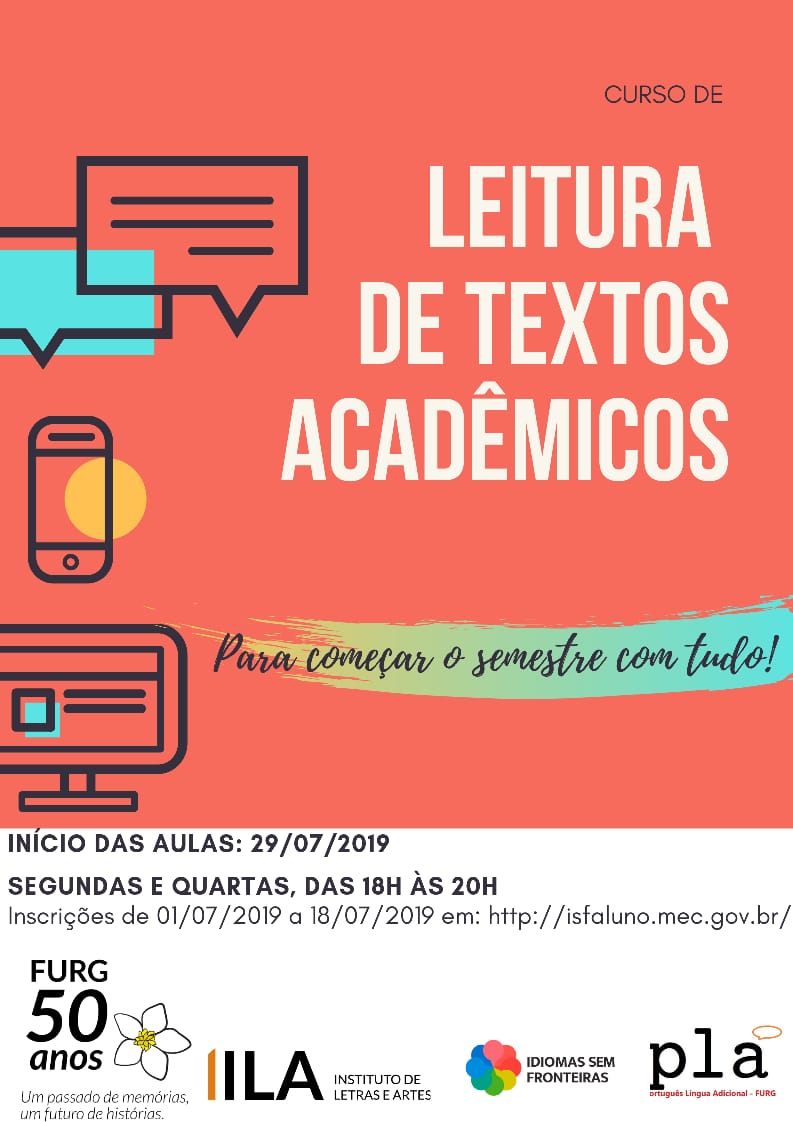 CURSO DE
LEITURA
DE TEXTOS
ACADÊMICOS
Para começar o semestre com tudo!
INÍCIO DAS AULAS: 29/07/2019
SEGUNDAS E QUARTAS, DAS 18H ÀS 20H
Inscrições de 01/07/2019 a 18/07/2019 em: http://isfaluno.mec.gov.br/
FURG
50
anos
Um passado de memórias,
um futuro de histórias.
ILA
INSTITUTO DE
LETRAS E ARTES
IDIOMAS SEM
FRONTEIRAS
pla
ortuguês Língua Adicional - FURG